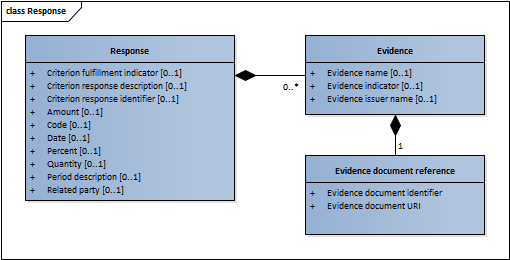 class Response
Response
+ Criterion fulfillment indicator [0..1]
+ Criterion response description [0..1]
+ Criterion response identifier [0..1]
+ Amount [0..1]
+ Code [0..1]
+ Date [0..1]
+ Percent [0..1]
+ Quantity [0..1]
+ Period description [0..1]
+ Related party [0..1]
0..*
Evidence
+ Evidence name [0..1]
+ Evidence indicator [0..1]
+ Evidence issuer name [0..1]
1
Evidence document reference
+ Evidence document identifier
+ Evidence document URI